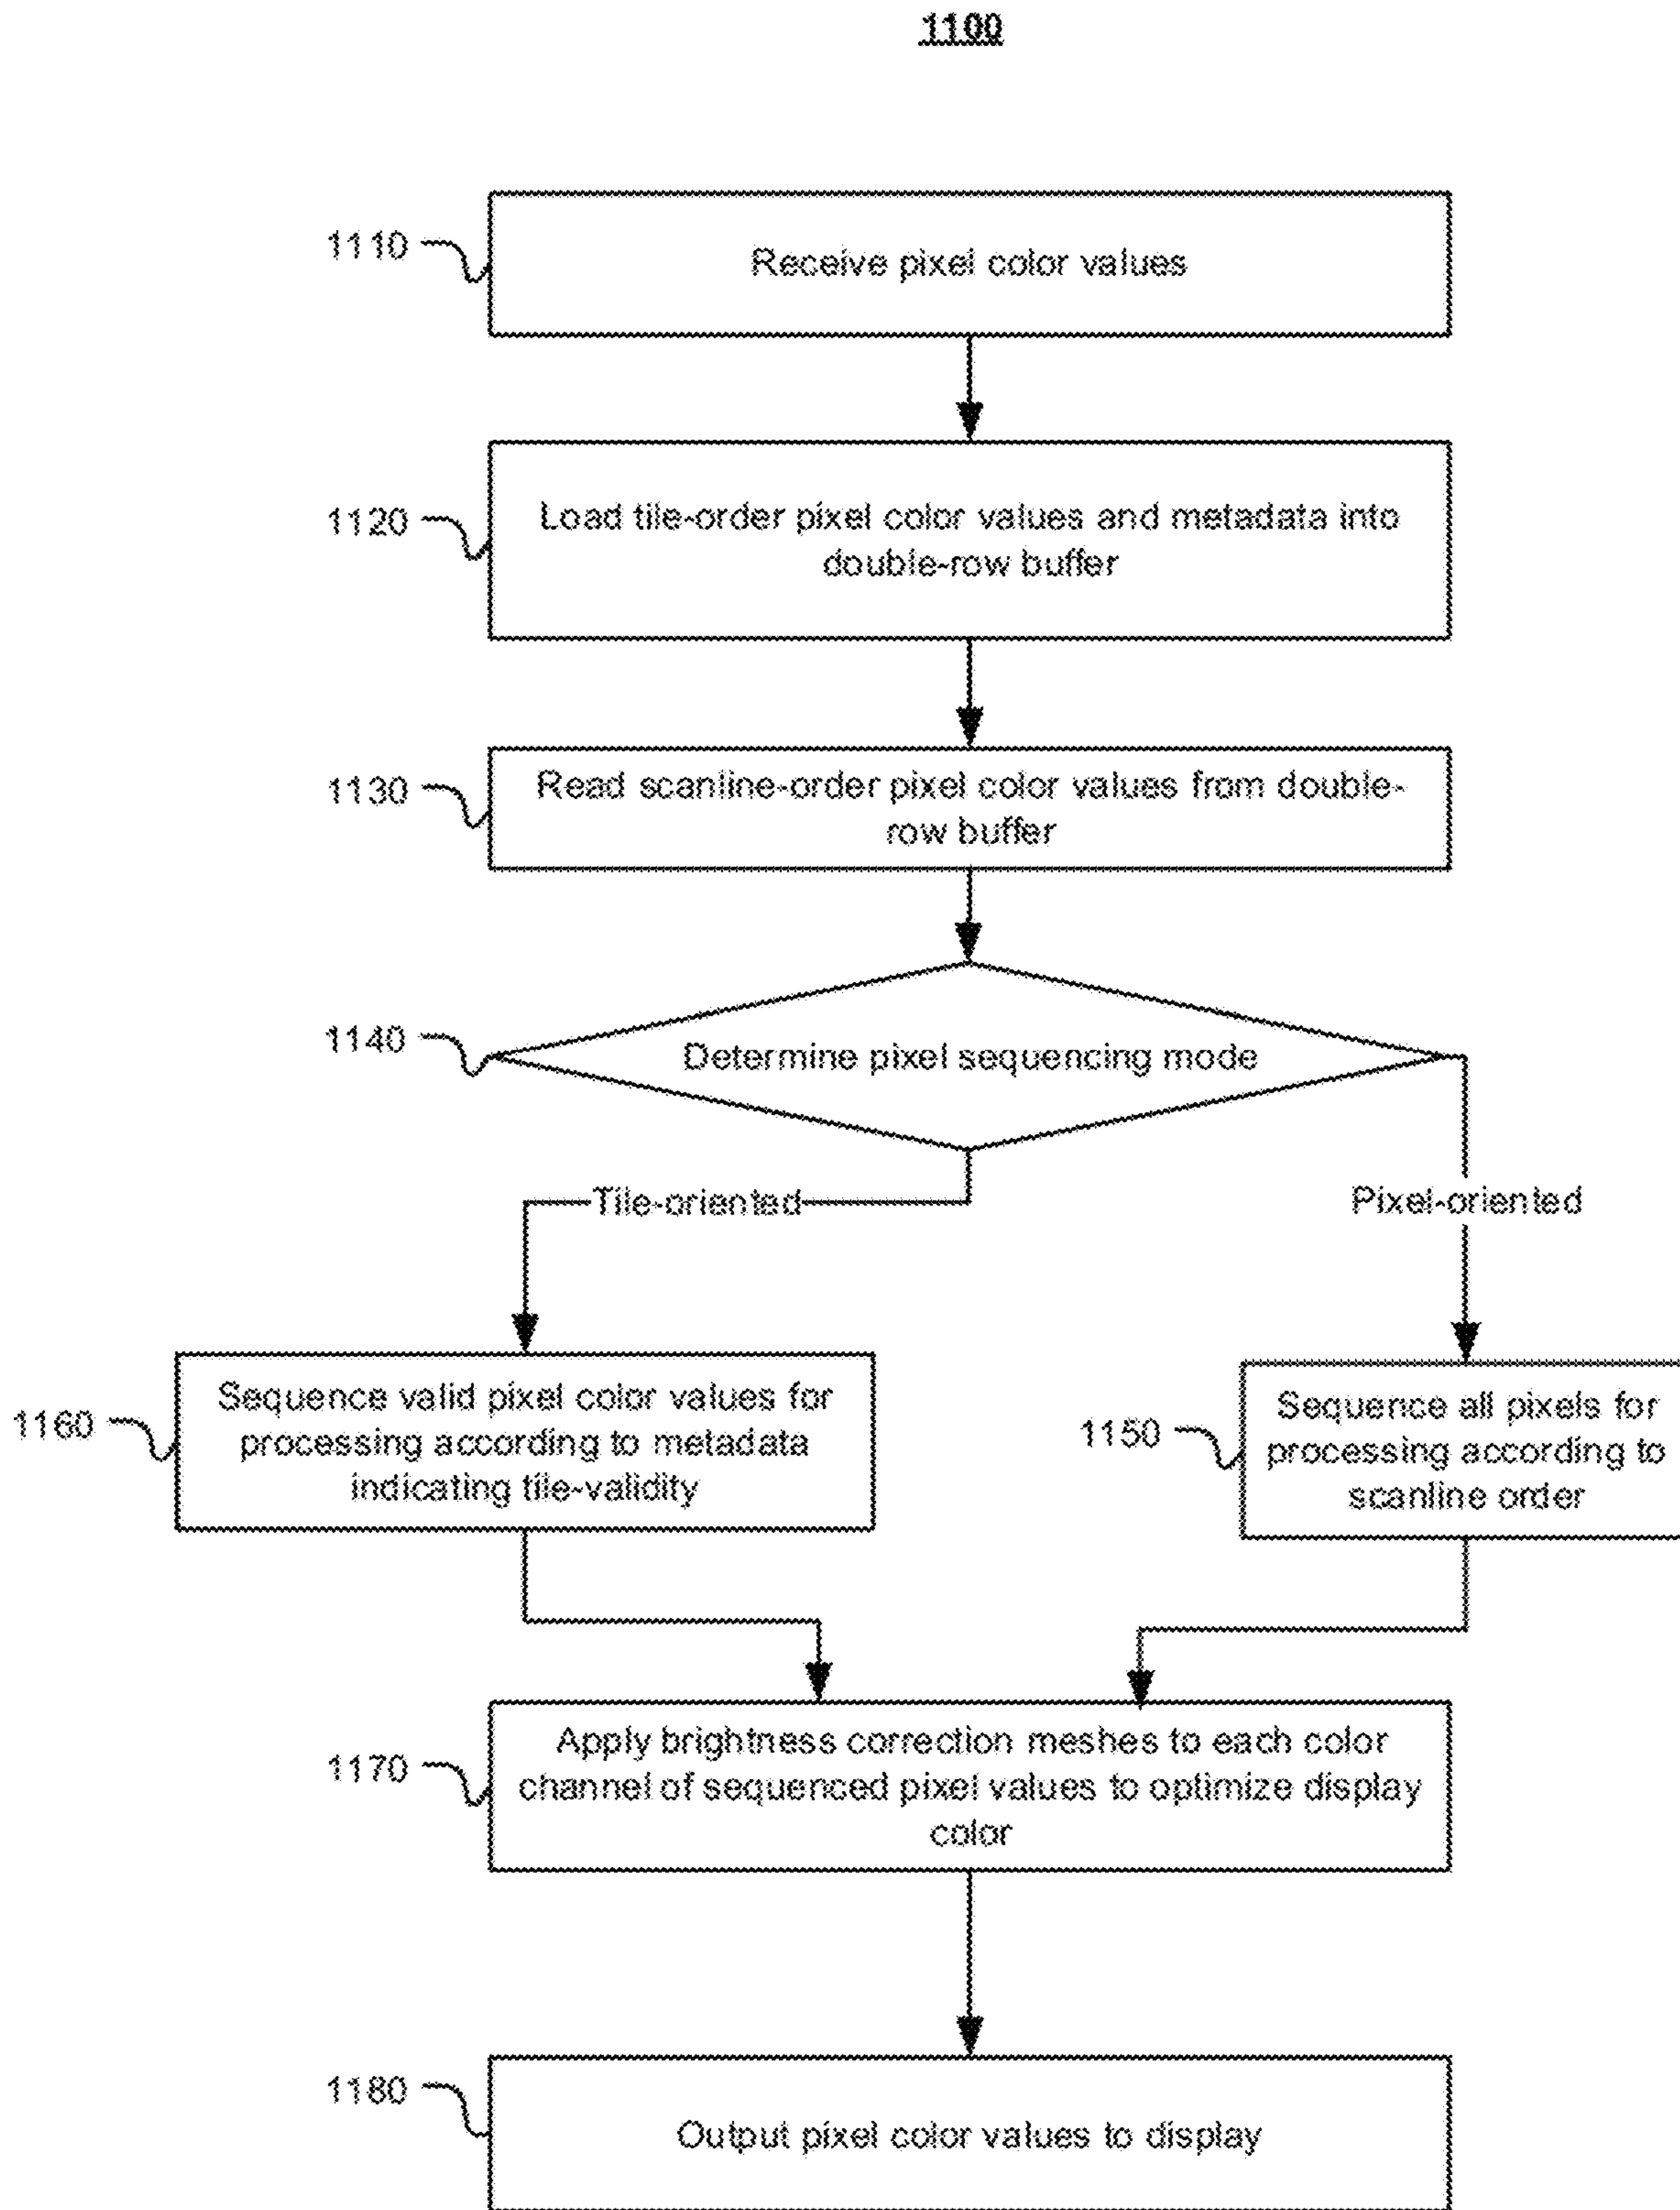 1100
1110
Receive pixel color values
1120
Load tile-order pixel color values and metadata into
double-row buffer
1130
Read scanline-order pixel color values from double-
row buffer
1140
Determine pixel sequencing mode
Tile-oriented
Pixel-oriented
1160
Sequence valid pixel color values for
processing according to metadata
indicating tile-validity
1150
Sequence all pixels for
processing according to
scanline order
1170
Apply brightness correction meshes to each color
channel of sequenced pixel values to optimize display
color
1180
Output pixel color values to display